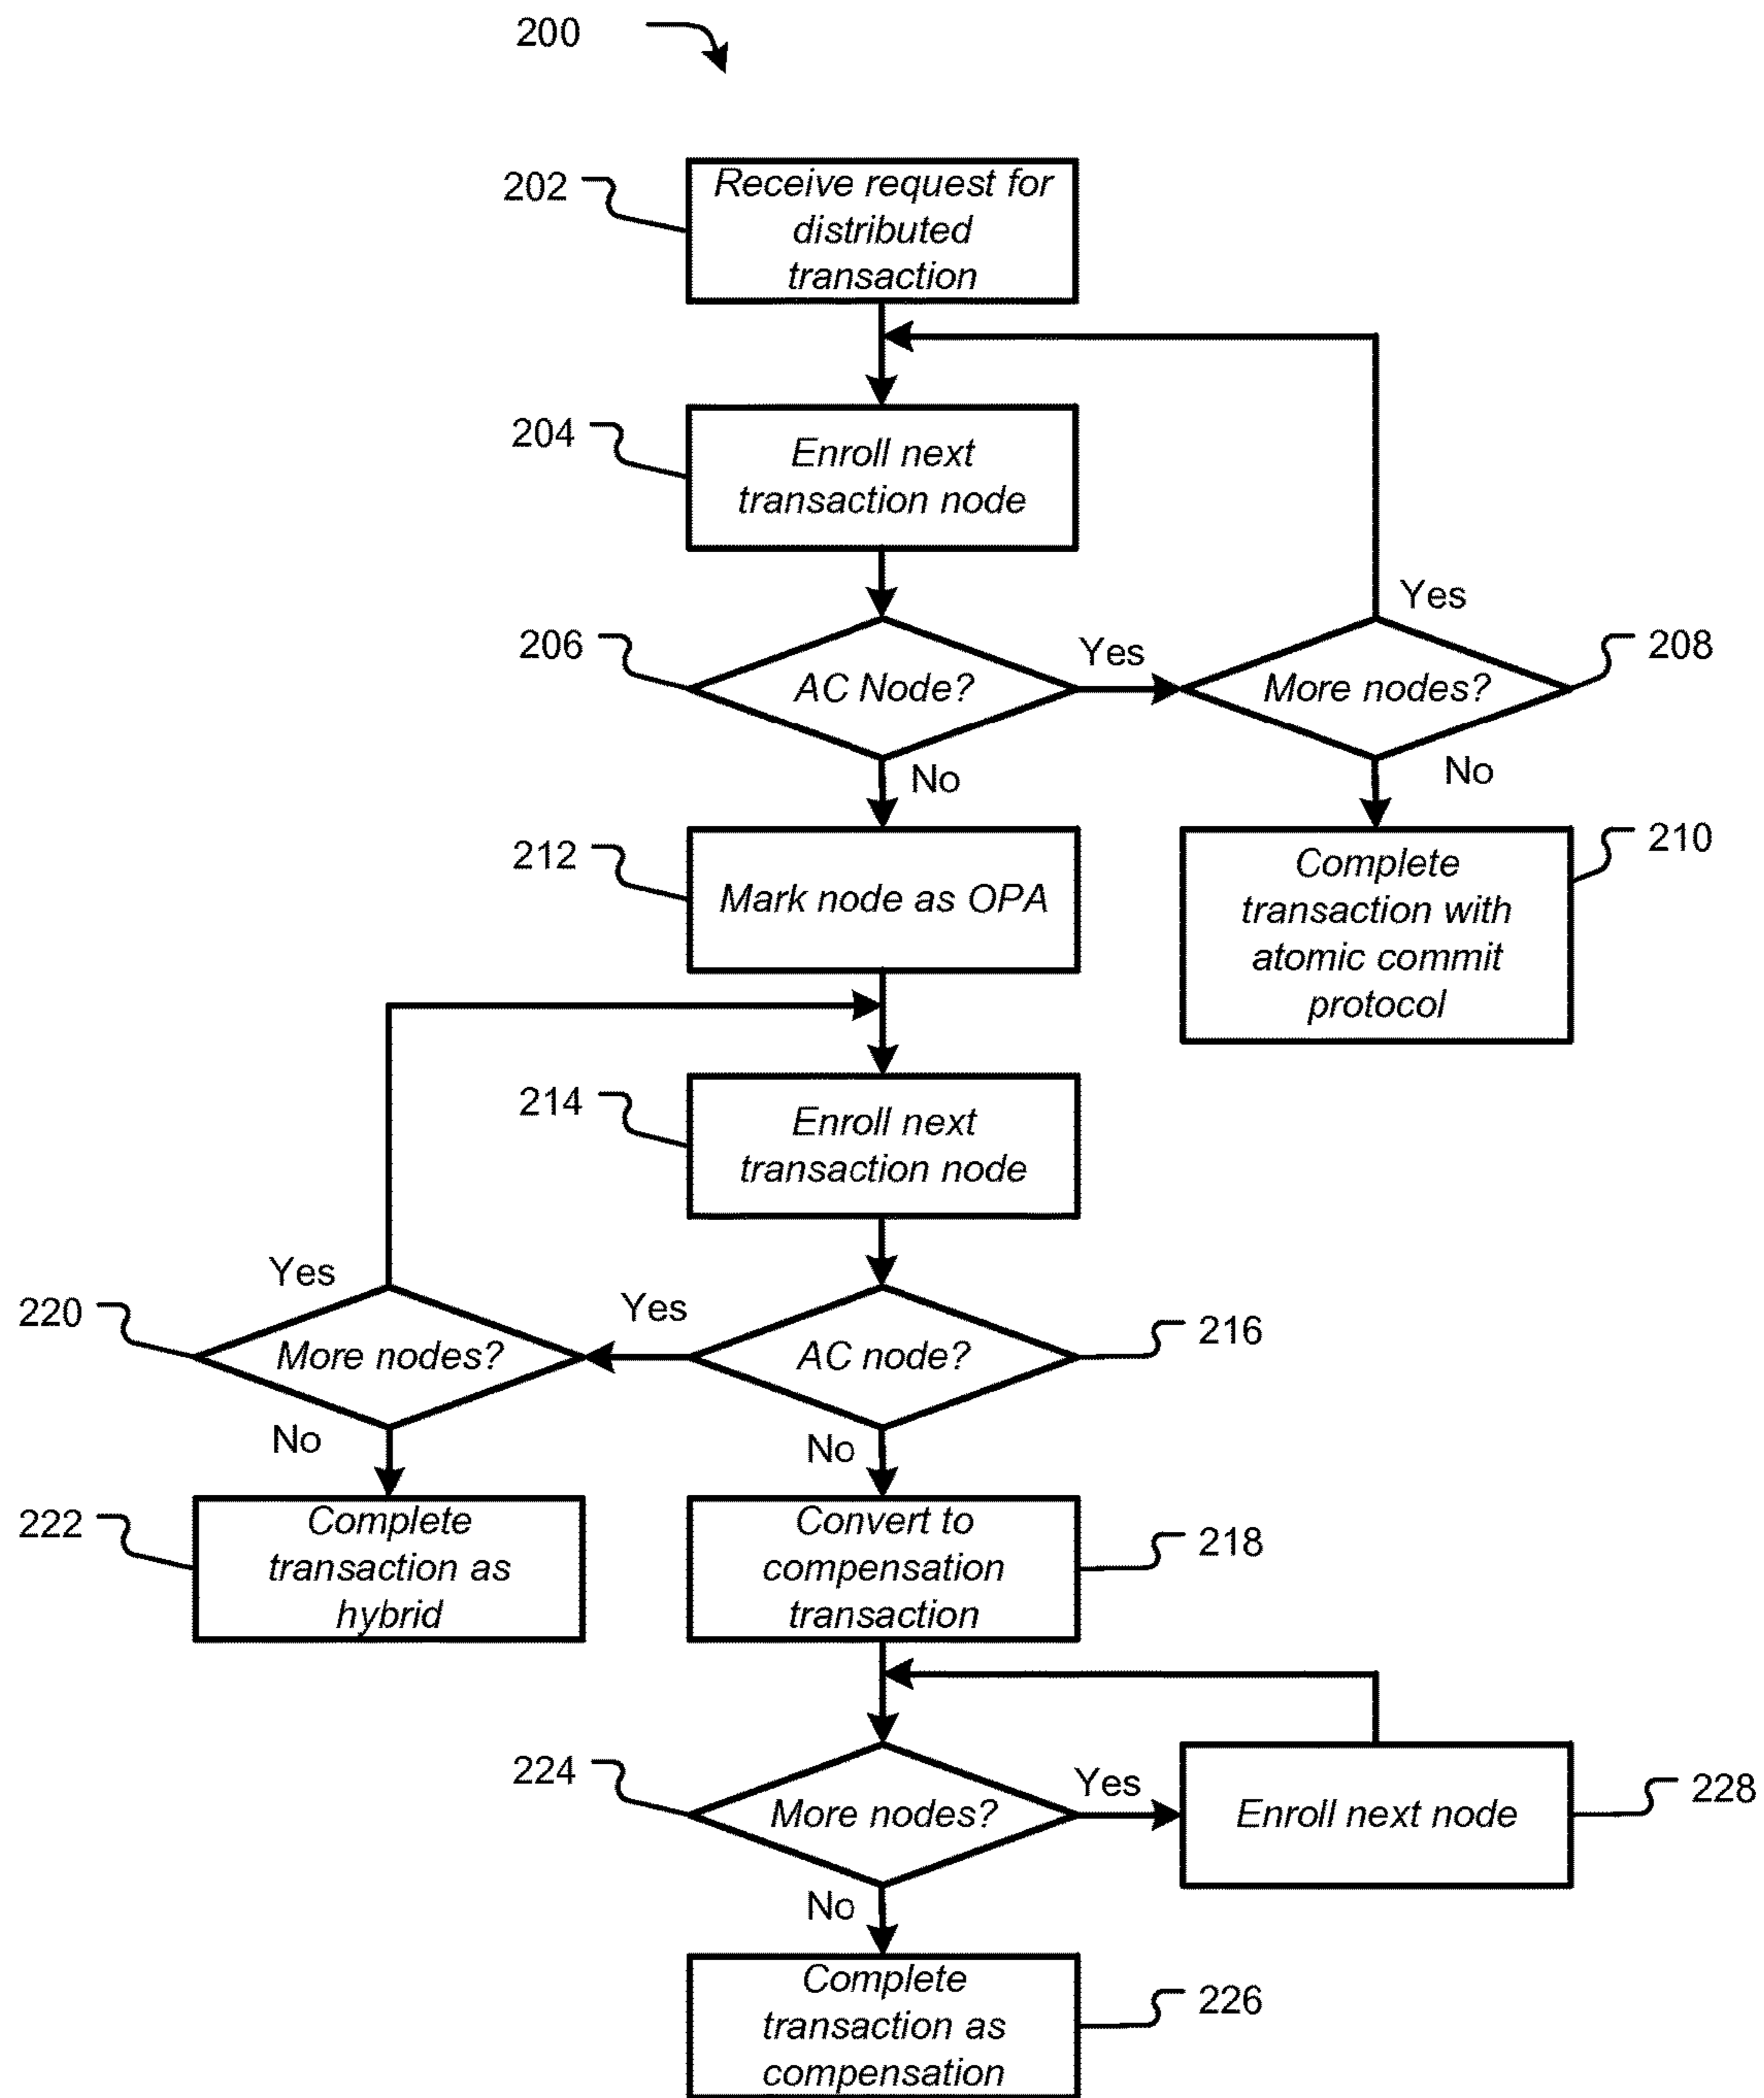 200
202
Receive request for
distributed
transaction
204
Enroll next
transaction node
Yes
206
AC Node?
Yes
More nodes?
208
No
No
212
Mark node as OPA
Complete
transaction with
atomic commit
protocol
210
214
Enroll next
transaction node
Yes
220
More nodes?
Yes
AC node?
216
No
No
222
Complete
transaction as
hybrid
Convert to
compensation
transaction
218
224
More nodes?
Yes
Enroll next node
228
No
Complete
transaction as
compensation
226